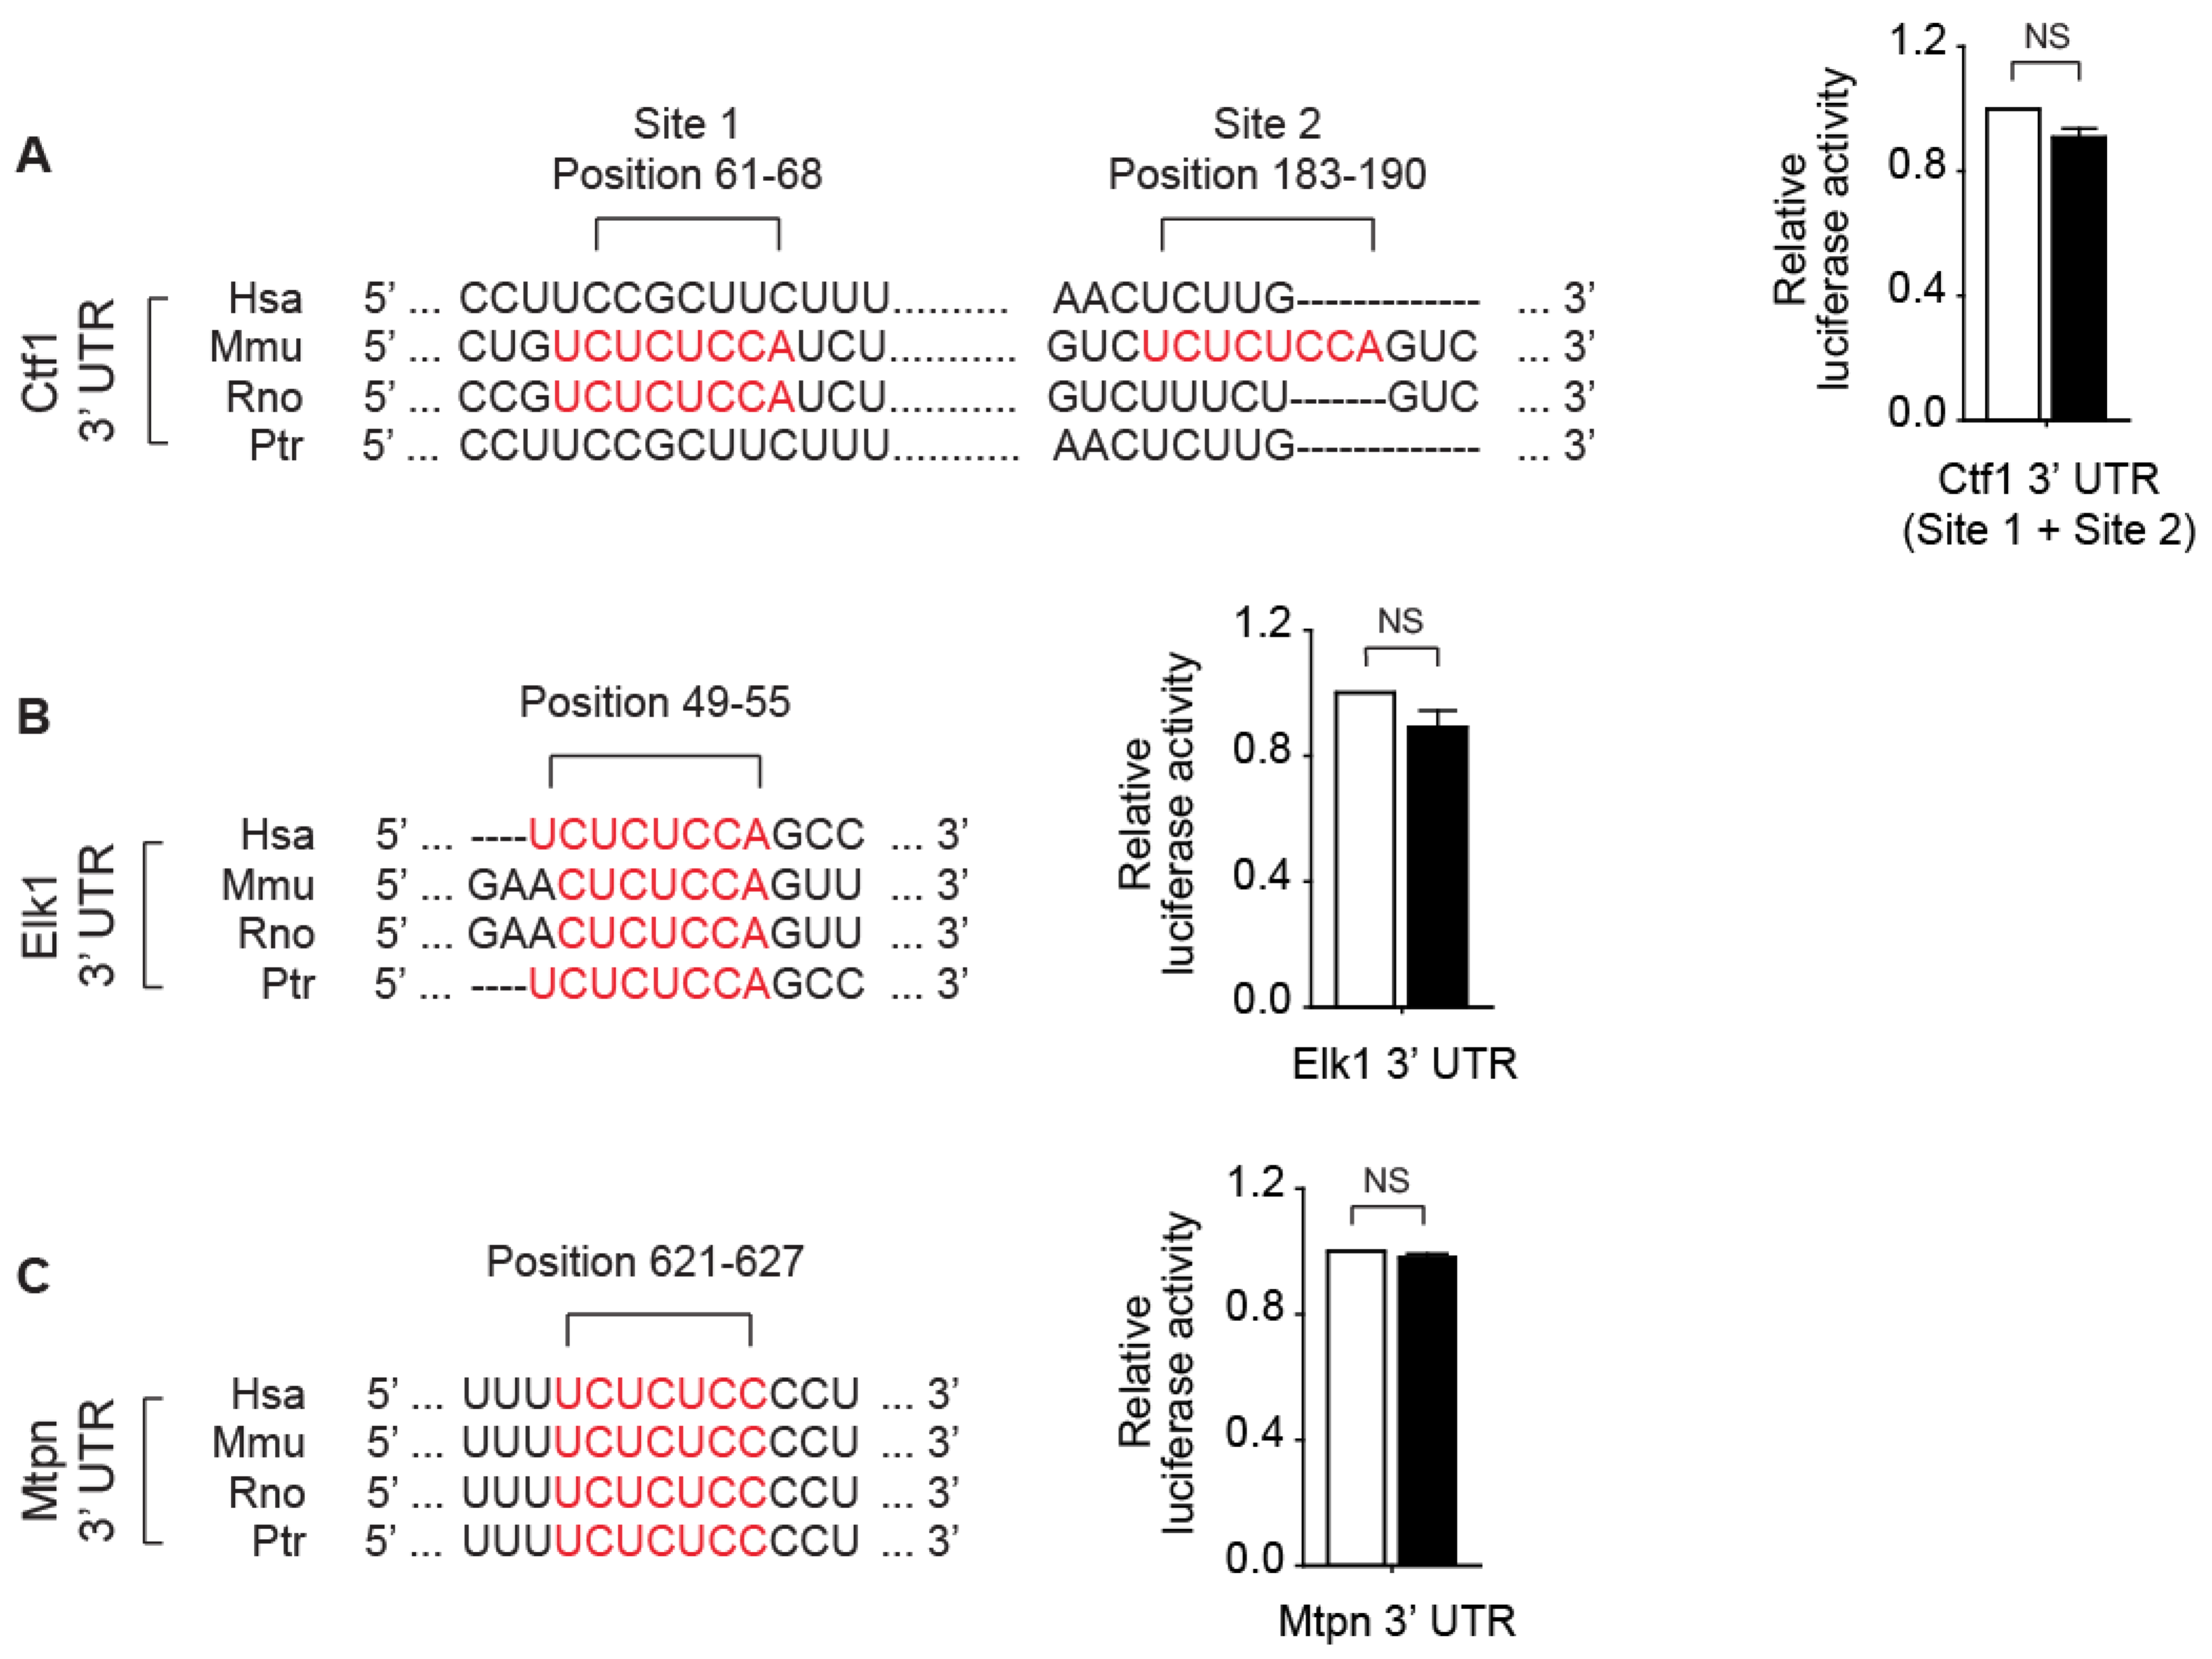 A
Site 1
Position 61-68
Site 2
Position 183-190
Ctf1
3’ UTR
Hsa 5’ ... CCUUCCGCUUCUUU.......... AACUCUUG------------- ... 3’
Mmu 5’ ... CUGUCUCUCCAUCU........... GUCUCUCUCCAGUC ... 3’
Rno 5’ ... CCGUCUCUCCAUCU........... GUCUUUCU-------GUC ... 3’
Ptr 5’ ... CCUUCCGCUUCUUU........... AACUCUUG------------- ... 3’
Relative
luciferase activity
1.2
0.8
0.4
0.0
NS
Ctf1 3’ UTR
(Site 1 + Site 2)
B
Position 49-55
Elk1
3’ UTR
Hsa 5’ ... ----UCUCUCCAGCC ... 3’
Mmu 5’ ... GAACUCUCCAGUU ... 3’
Rno 5’ ... GAACUCUCCAGUU ... 3’
Ptr 5’ ... ----UCUCUCCAGCC ... 3’
Relative
luciferase activity
1.2
0.8
0.4
0.0
NS
Elk1 3’ UTR
C
Position 621-627
Mtpn
3’ UTR
Hsa 5’ ... UUUUCUCUCCCCU ... 3’
Mmu 5’ ... UUUUCUCUCCCCU ... 3’
Rno 5’ ... UUUUCUCUCCCCU ... 3’
Ptr 5’ ... UUUUCUCUCCCCU ... 3’
Relative
luciferase activity
1.2
0.8
0.4
0.0
NS
Mtpn 3’ UTR